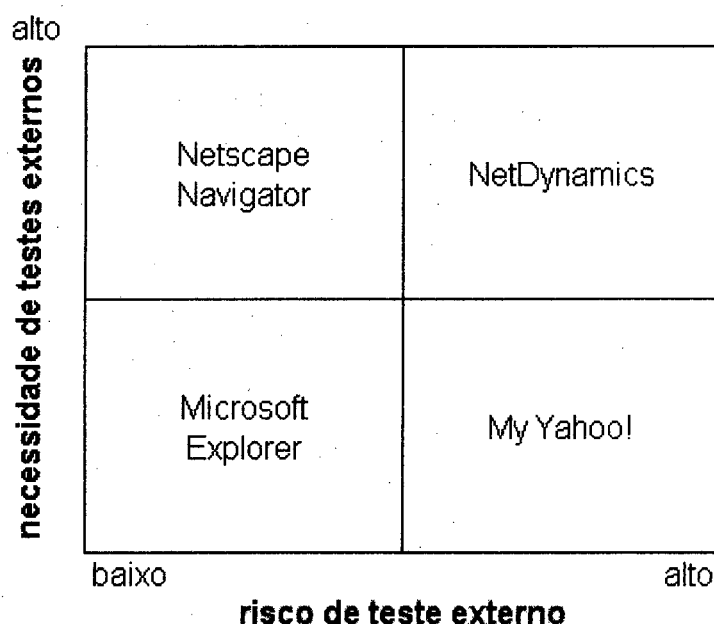 alto
necessidade de testes externos
Netscape
Navigator
NetDynamics
Microsoft
Explorer
My Yahoo!
baixo
alto
risco de teste externo